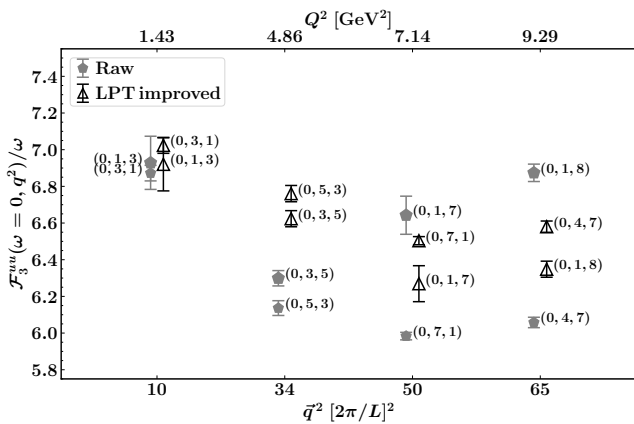 Q² [GeV²]
1.43 4.86 7.14 9.29
Raw
LPT improved
7.4
7.2
7.0
6.8
6.6
6.4
6.2
6.0
5.8
(0, 3, 1)
(0, 1, 3)
(0, 1, 3)
(0, 3, 1)
(0, 5, 3)
(0, 3, 5)
(0, 3, 5)
(0, 5, 3)
(0, 1, 7)
(0, 7, 1)
(0, 1, 7)
(0, 7, 1)
(0, 1, 8)
(0, 4, 7)
(0, 1, 8)
(0, 4, 7)
ℱ₃ᵘᵘ(ω = 0, q²)/ω
10 34 50 65
q⃗ ² [2π/L]²